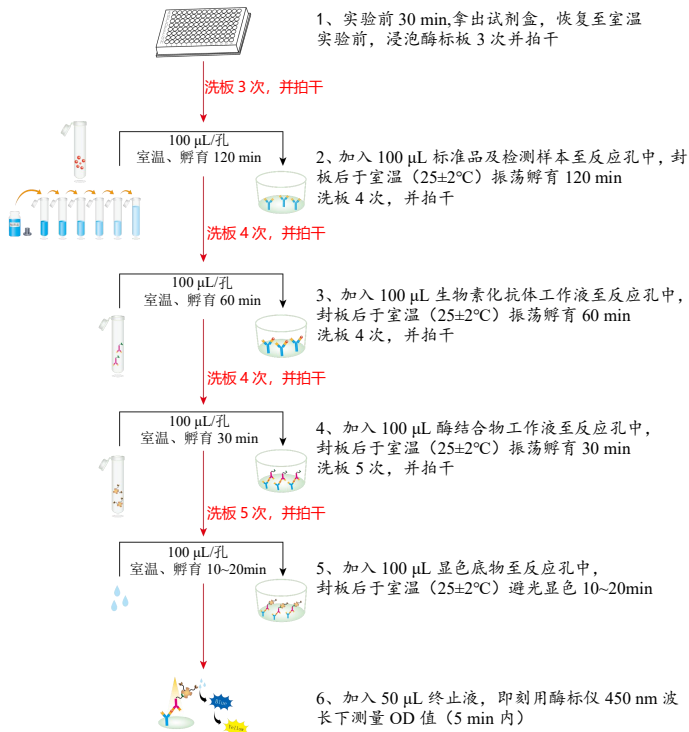 1、实验前 30 min,拿出试剂盒，恢复至室温
实验前，浸泡酶标板 3 次并拍干
洗板 3 次，并拍干
100 μL/孔
室温、孵育 120 min
2、加入 100 μL 标准品及检测样本至反应孔中，封
板后于室温（25±2℃）振荡孵育 120 min
洗板 4 次，并拍干
洗板 4 次，并拍干
100 μL/孔
室温、孵育 60 min
3、加入 100 μL 生物素化抗体工作液至反应孔中，
封板后于室温（25±2℃）振荡孵育 60 min
洗板 4 次，并拍干
洗板 4 次，并拍干
100 μL/孔
室温、孵育 30 min
4、加入 100 μL 酶结合物工作液至反应孔中，
封板后于室温（25±2℃）振荡孵育 30 min
洗板 5 次，并拍干
洗板 5 次，并拍干
100 μL/孔
室温、孵育 10~20min
5、加入 100 μL 显色底物至反应孔中，
封板后于室温（25±2℃）避光显色 10~20min
Blue
Yellow
6、加入 50 μL 终止液，即刻用酶标仪 450 nm 波
长下测量 OD 值（5 min 内）